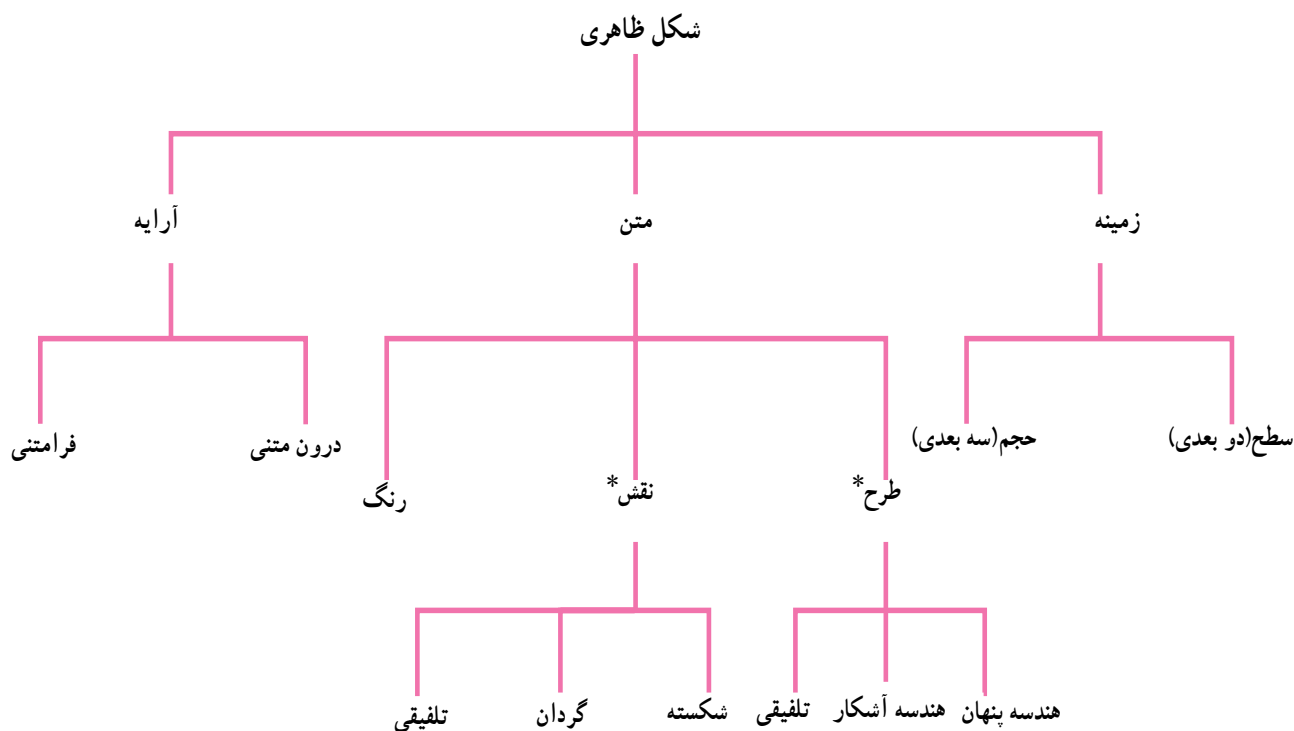 شکل ظاهری
زمینه
متن
آرایه
سطح(دو بعدی)
حجم(سه بعدی)
درون متنی
فرامتنی
طرح*
نقش*
رنگ
هندسه پنهان
هندسه آشکار
تلفیقی
شکسته
گردان
تلفیقی